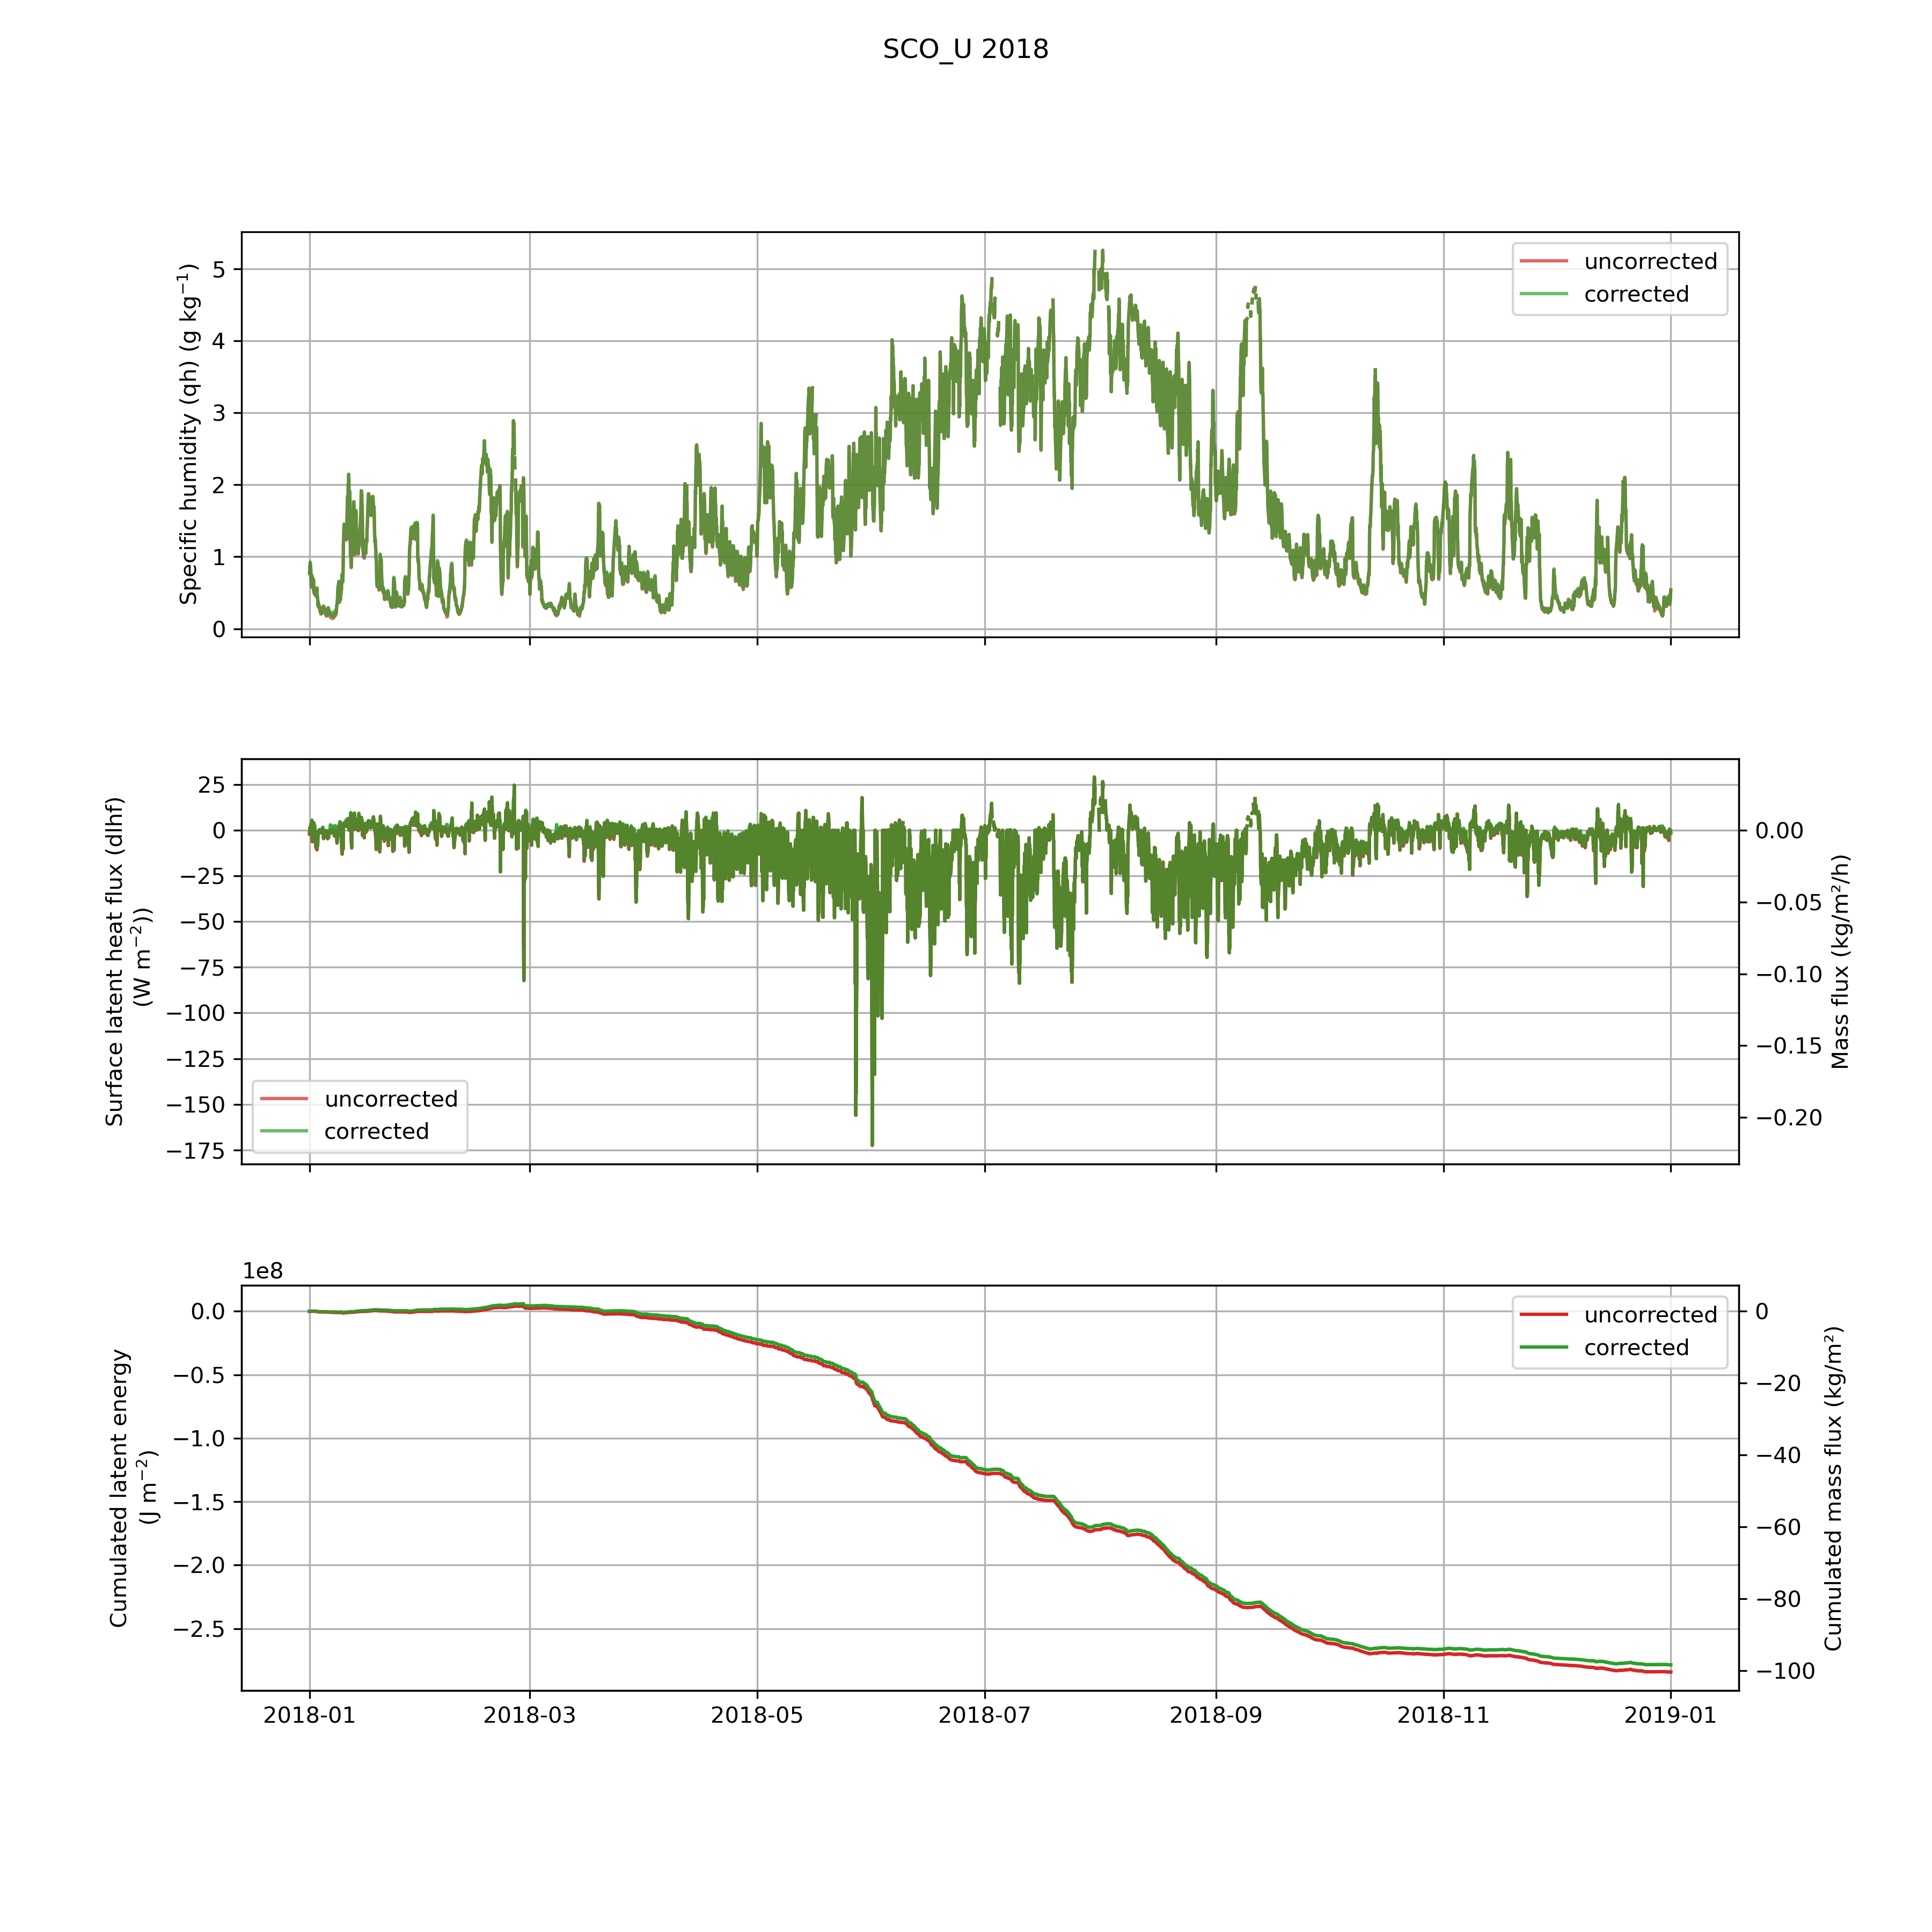 SCO_U 2018
Specific humidity (qh) (g kg⁻¹)
5
4
3
2
1
0
uncorrected
corrected
Surface latent heat flux (dlhf)
(W m⁻²))
25
0
−25
−50
−75
−100
−125
−150
−175
uncorrected
corrected
0.00
−0.05
−0.10
−0.15
−0.20
Mass flux (kg/m²/h)
1e8
Cumulated latent energy
(J m⁻²)
0.0
−0.5
−1.0
−1.5
−2.0
−2.5
uncorrected
corrected
0
−20
−40
−60
−80
−100
Cumulated mass flux (kg/m²)
2018-01 2018-03 2018-05 2018-07 2018-09 2018-11 2019-01